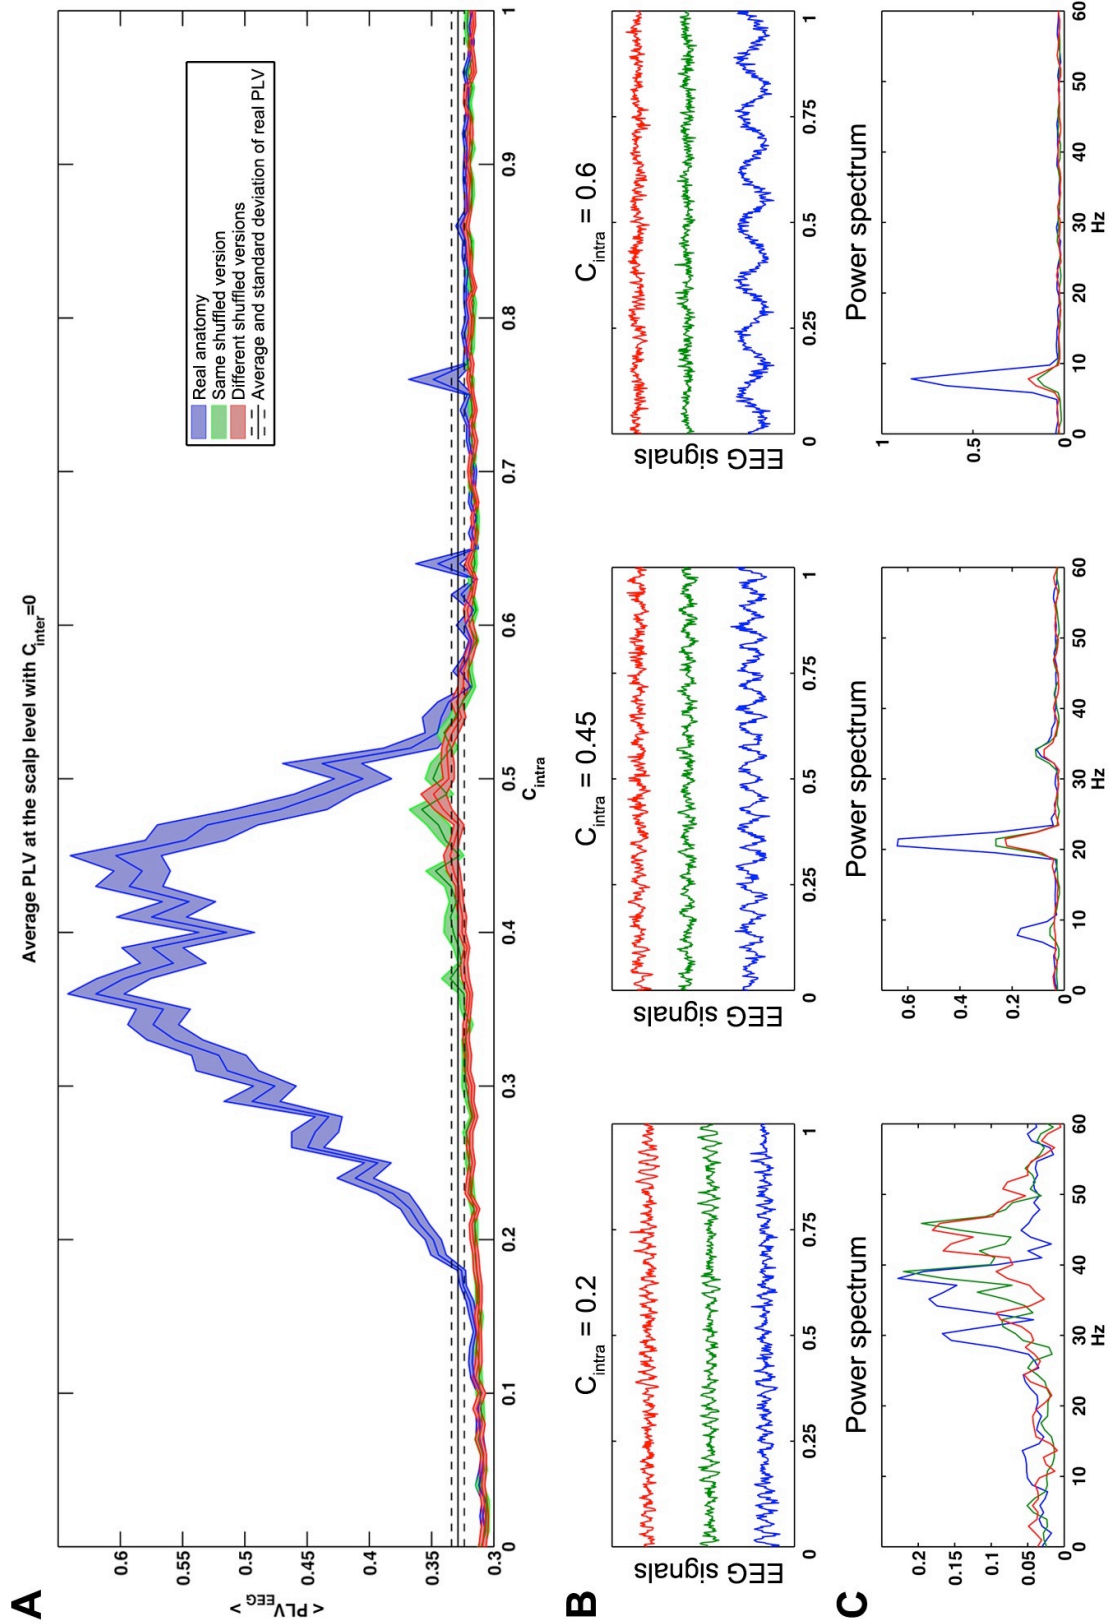 A
Average PLV at the scalp level with C_inter=0
< PLV_EEG >
0.6
0.55
0.5
0.45
0.4
0.35
0.3
0 0.1 0.2 0.3 0.4 0.5 0.6 0.7 0.8 0.9 1
C_intra
Real anatomy
Same shuffled version
Different shuffled versions
Average and standard deviation of real PLV
B
C_intra = 0.2
EEG signals
0 0.25 0.5 0.75 1
C_intra = 0.45
EEG signals
0 0.25 0.5 0.75 1
C_intra = 0.6
EEG signals
0 0.25 0.5 0.75 1
C
Power spectrum
0.2
0.15
0.1
0.05
0
0 10 20 30 40 50 60
Hz
Power spectrum
0.6
0.4
0.2
0
0 10 20 30 40 50 60
Hz
Power spectrum
1
0.5
0
0 10 20 30 40 50 60
Hz